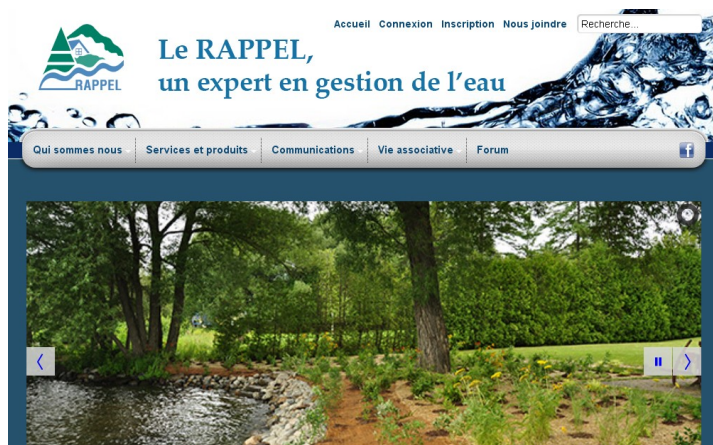 Accueil Connexion Inscription Nous joindre Recherche...
RAPPEL
Le RAPPEL,
un expert en gestion de l'eau
Qui sommes nous Services et produits Communications Vie associative Forum f